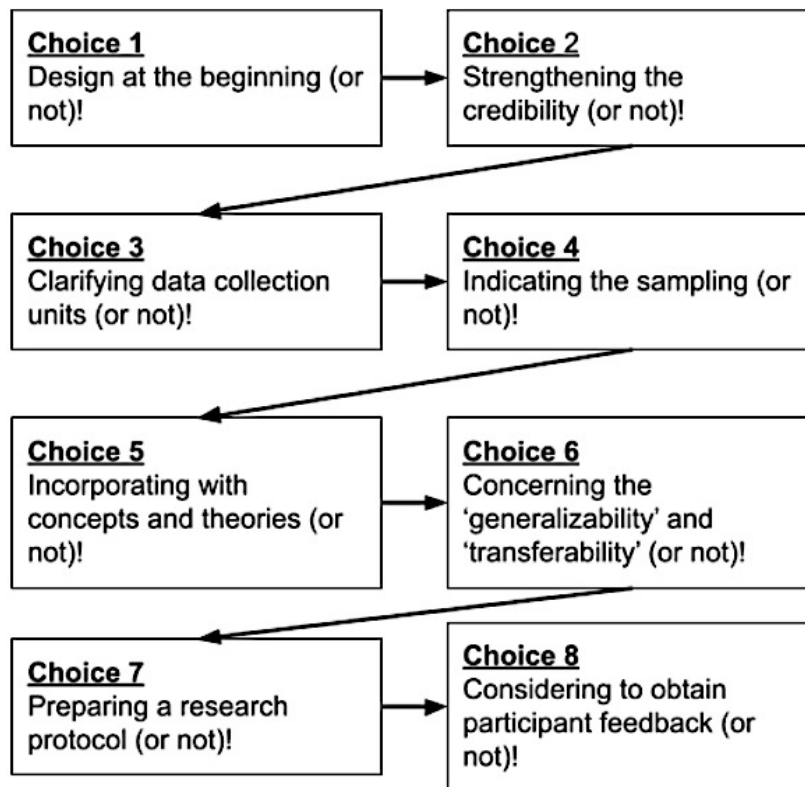 Choice 1
Design at the beginning (or
not)!
Choice 2
Strengthening the
credibility (or not)!
Choice 3
Clarifying data collection
units (or not)!
Choice 4
Indicating the sampling (or
not)!
Choice 5
Incorporating with
concepts and theories (or
not)!
Choice 6
Concerning the
‘generalizability’ and
‘transferability’ (or not)!
Choice 7
Preparing a research
protocol (or not)!
Choice 8
Considering to obtain
participant feedback (or
not)!